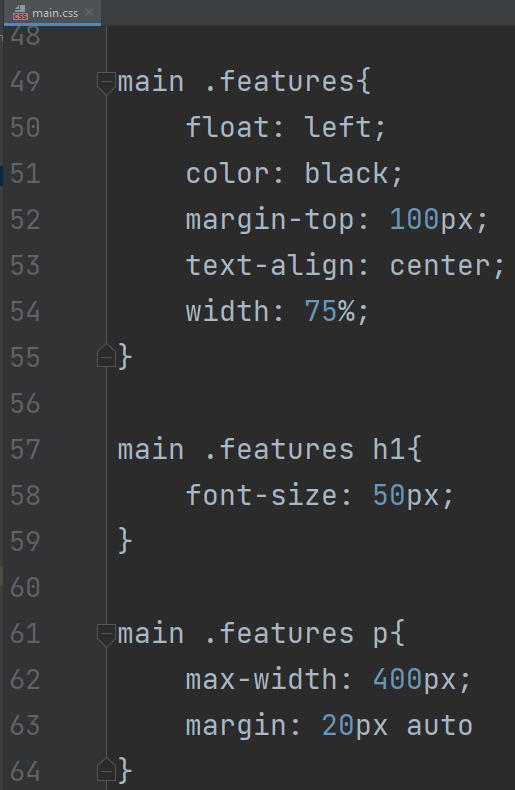 main.css
48
49 main .features{
50 float: left;
51 color: black;
52 margin-top: 100px;
53 text-align: center;
54 width: 75%;
55 }
56
57 main .features h1{
58 font-size: 50px;
59 }
60
61 main .features p{
62 max-width: 400px;
63 margin: 20px auto
64 }